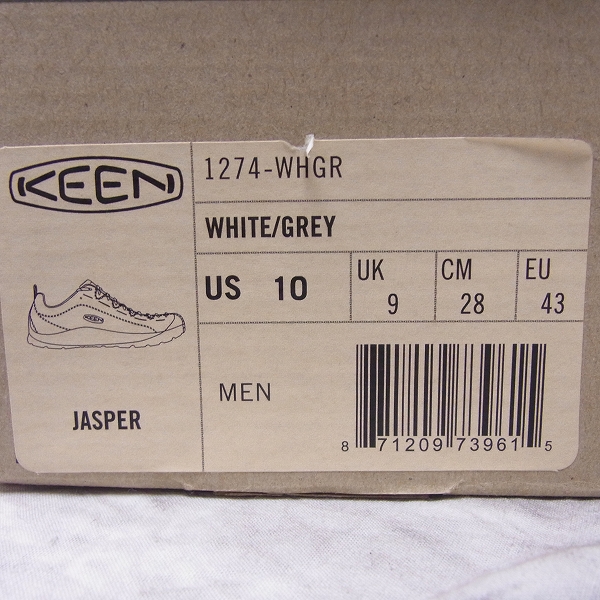 KEEN
1274-WHGR
WHITE/GREY
US 10
UK 9
CM 28
EU 43
KEEN
JASPER
MEN
8 71209 73961 5